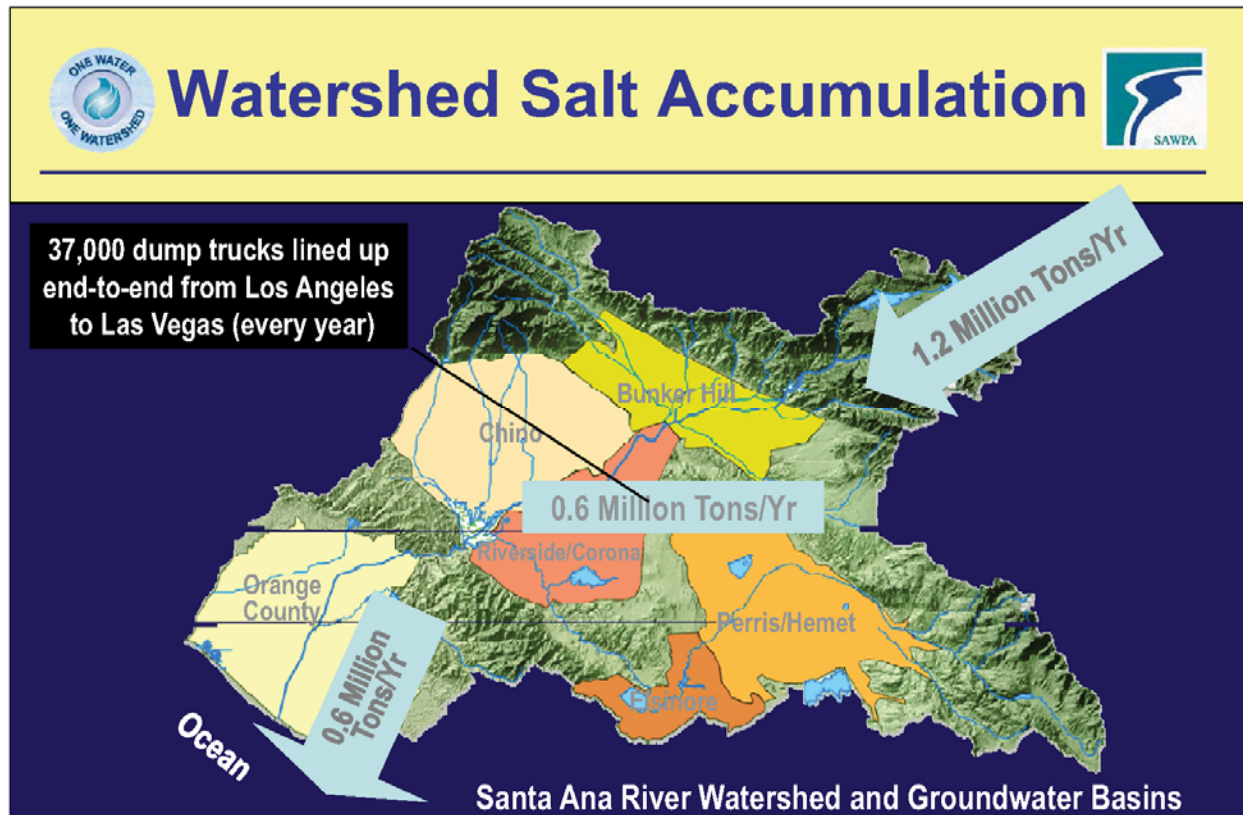 ONE WATER
ONE WATERSHED
Watershed Salt Accumulation
SAWPA
37,000 dump trucks lined up
end-to-end from Los Angeles
to Las Vegas (every year)
1.2 Million Tons/Yr
Bunker Hill
Chino
0.6 Million Tons/Yr
Riverside/Corona
Orange
County
Perris/Hemet
0.6 Million
Tons/Yr
Elsinore
Ocean
Santa Ana River Watershed and Groundwater Basins